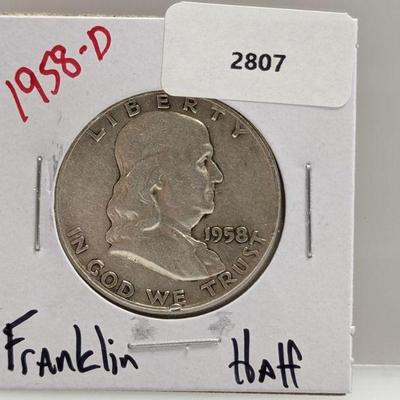 2807
1958-D
LIBERTY
1958
IN GOD WE TRUST
Franklin Half